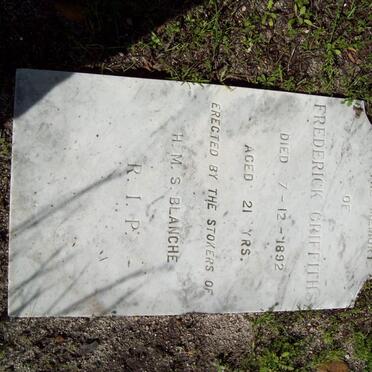 OF
FREDERICK GRIFFITH
DIED 7-12-1892
AGED 21 YRS.
ERECTED BY THE STOKERS OF
H.M.S. BLANCHE
R.I.P.